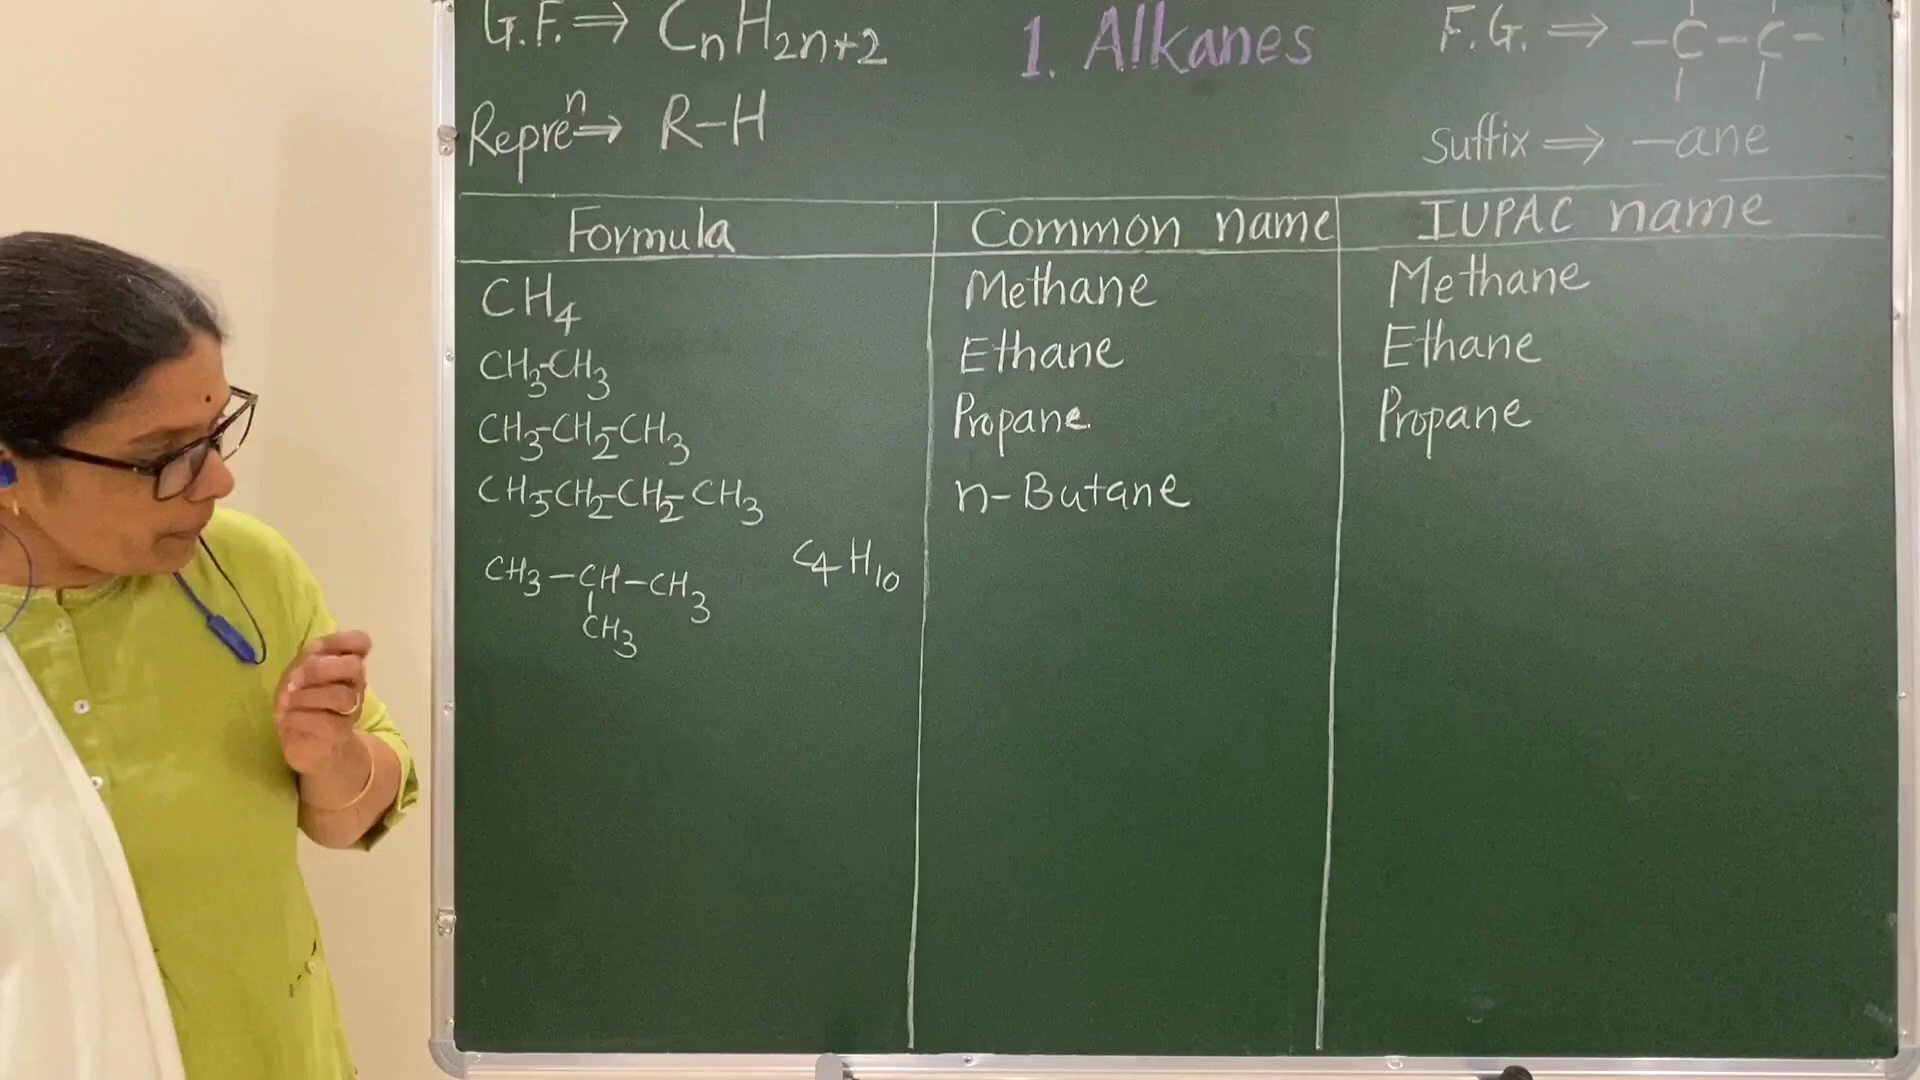 G.F. ⇒ CnH2n+2
1. Alkanes
F.G. ⇒ –C–C–
Repreⁿ ⇒ R–H
Suffix ⇒ –ane
Formula Common name IUPAC name
CH4 Methane Methane
CH3–CH3 Ethane Ethane
CH3–CH2–CH3 Propane Propane
CH3–CH2–CH2–CH3 n-Butane
C4H10
CH3–CH–CH3
CH3